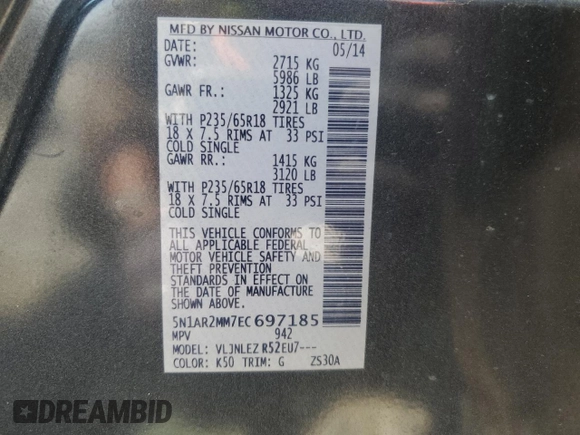 MFD BY NISSAN MOTOR CO., LTD.
DATE: 05/14
GVWR: 2715 KG
5986 LB
GAWR FR.: 1325 KG
2921 LB
WITH P235/65R18 TIRES
18 X 7.5 RIMS AT 33 PSI
COLD SINGLE
GAWR RR.: 1415 KG
3120 LB
WITH P235/65R18 TIRES
18 X 7.5 RIMS AT 33 PSI
COLD SINGLE
THIS VEHICLE CONFORMS TO
ALL APPLICABLE FEDERAL
MOTOR VEHICLE SAFETY AND
THEFT PREVENTION
STANDARDS IN EFFECT ON
THE DATE OF MANUFACTURE
SHOWN ABOVE.
5N1AR2MM7EC697185
MPV 942
MODEL: VLJNLEZ R52EU7---
COLOR: K50 TRIM: G ZS30A
DREAMBID